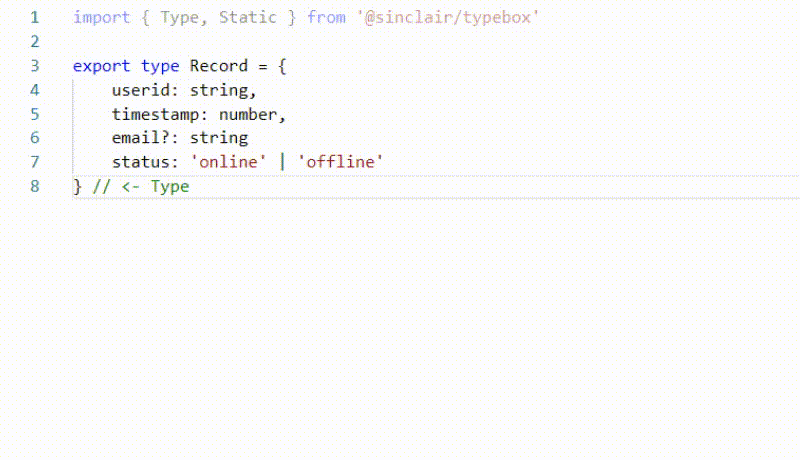 1 import { Type, Static } from '@sinclair/typebox'
2
3 export type Record = {
4     userid: string,
5     timestamp: number,
6     email?: string
7     status: 'online' | 'offline'
8 } // <- Type